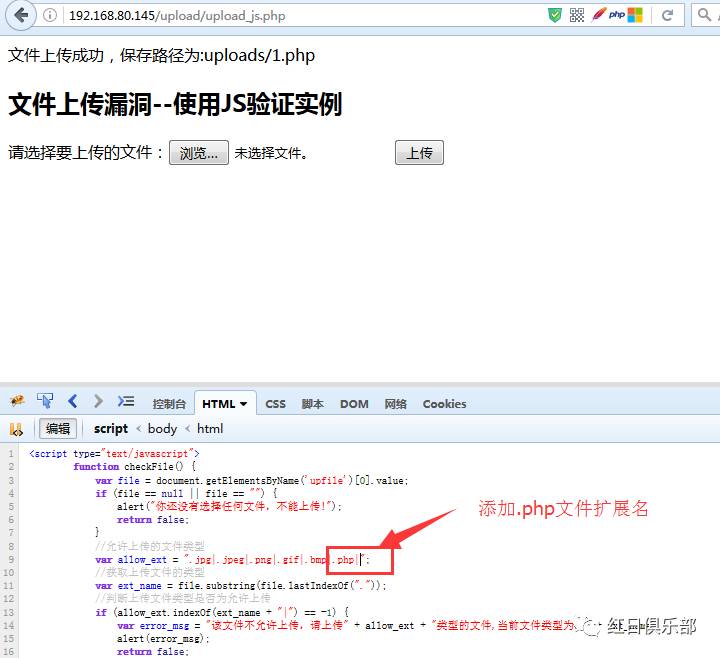 192.168.80.145/upload/upload_js.php
php
文件上传成功，保存路径为:uploads/1.php
文件上传漏洞--使用JS验证实例
请选择要上传的文件： 浏览... 未选择文件。 上传
控制台 HTML CSS 脚本 DOM 网络 Cookies
编辑 script < body < html
1 <script type="text/javascript">
2 function checkFile() {
3 var file = document.getElementsByName('upfile')[0].value;
4 if (file == null || file == "") {
5 alert("你还没有选择任何文件，不能上传!");
6 return false;
7 }
8 //允许上传的文件类型
9 var allow_ext = ".jpg|.jpeg|.png|.gif|.bmp|.php|";
添加.php文件扩展名
10 //获取上传文件的类型
11 var ext_name = file.substring(file.lastIndexOf("."));
12 //判断上传文件类型是否为允许上传
13 if (allow_ext.indexOf(ext_name + "|") == -1) {
14 var error_msg = "该文件不允许上传，请上传" + allow_ext + "类型的文件,当前文件类型为
15 alert(error_msg);
16 return false;
红日俱乐部